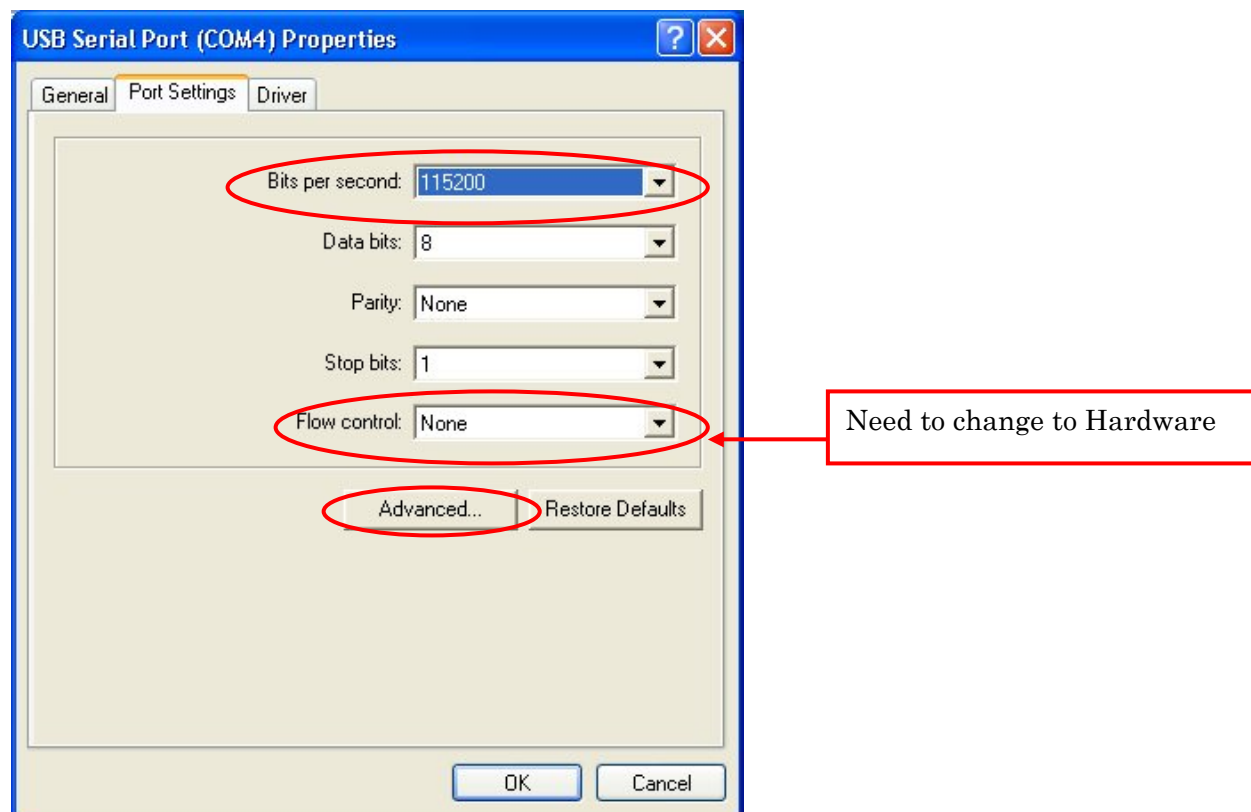 USB Serial Port (COM4) Properties
General Port Settings Driver
Bits per second: 115200
Data bits: 8
Parity: None
Stop bits: 1
Flow control: None
Need to change to Hardware
Advanced... Restore Defaults
OK Cancel